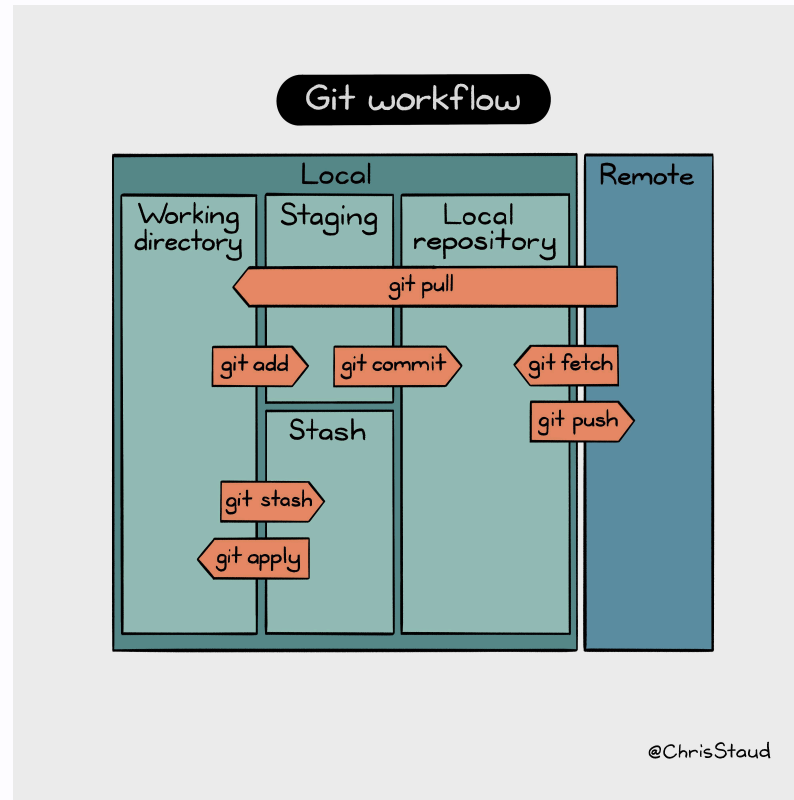 Git workflow
Local
Remote
Working
directory
Staging
Local
repository
git pull
git add
git commit
git fetch
git push
Stash
git stash
git apply
@ChrisStaud